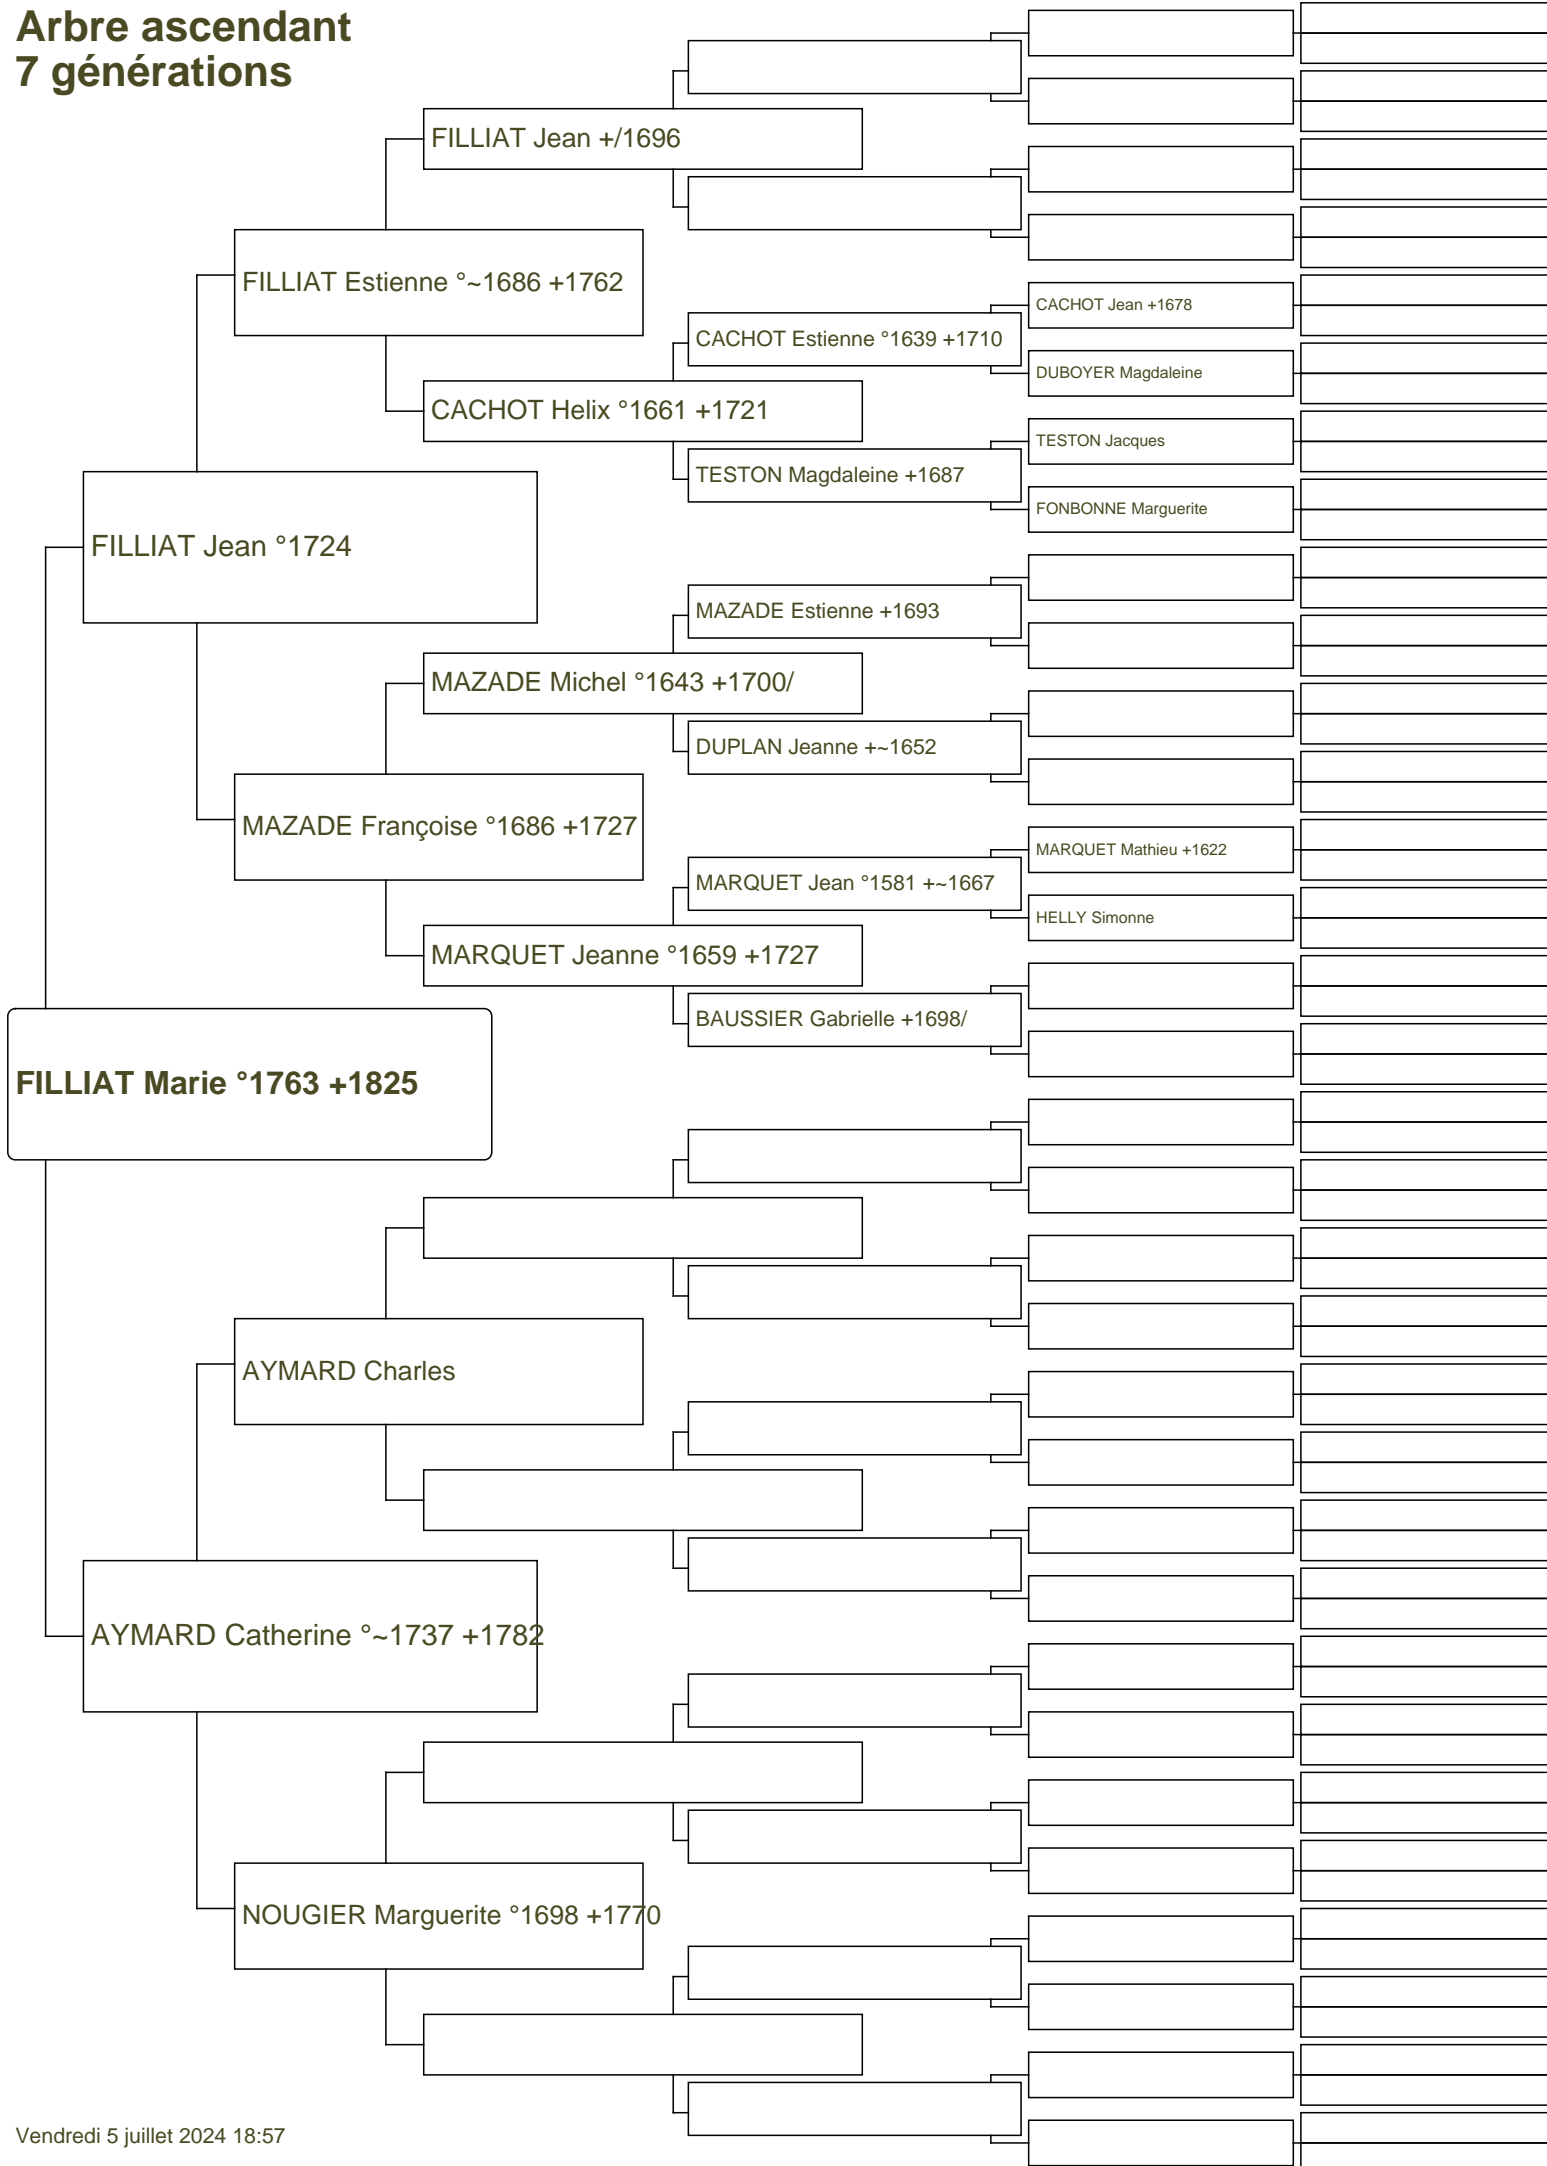 Arbre ascendant
7 générations
FILLIAT Jean +/1696
FILLIAT Estienne °~1686 +1762
CACHOT Jean +1678
CACHOT Estienne °1639 +1710
DUBOYER Magdaleine
CACHOT Helix °1661 +1721
TESTON Jacques
TESTON Magdaleine +1687
FONBONNE Marguerite
FILLIAT Jean °1724
MAZADE Estienne +1693
MAZADE Michel °1643 +1700/
DUPLAN Jeanne +~1652
MAZADE Françoise °1686 +1727
MARQUET Mathieu +1622
MARQUET Jean °1581 +~1667
HELLY Simonne
MARQUET Jeanne °1659 +1727
BAUSSIER Gabrielle +1698/
FILLIAT Marie °1763 +1825
AYMARD Charles
AYMARD Catherine °~1737 +1782
NOUGIER Marguerite °1698 +1770
Vendredi 5 juillet 2024 18:57